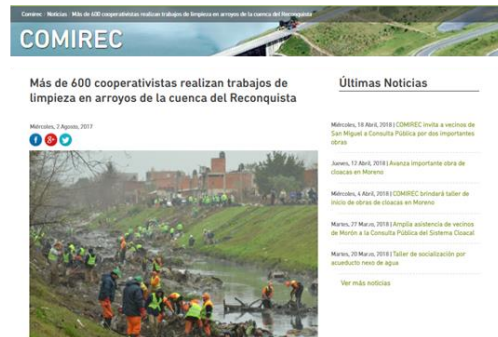 Comirec Noticias Más de 600 cooperativistas realizan trabajos de limpieza en arroyos de la cuenca del Reconquista
COMIREC
Más de 600 cooperativistas realizan trabajos de
limpieza en arroyos de la cuenca del Reconquista
Miércoles, 2 Agosto, 2017
Últimas Noticias
Miércoles, 18 Abril, 2018 | COMIREC invita a vecinos de
San Miguel a Consulta Pública por dos importantes
obras
Jueves, 12 Abril, 2018 | Avanza importante obra de
cloacas en Moreno
Miércoles, 4 Abril, 2018 | COMIREC brindará taller de
inicio de obras de cloacas en Moreno
Martes, 27 Marzo, 2018 | Amplia asistencia de vecinos
de Morón a la Consulta Pública del Sistema Cloacal
Martes, 20 Marzo, 2018 | Taller de socialización por
acueducto nexo de agua
Ver más noticias